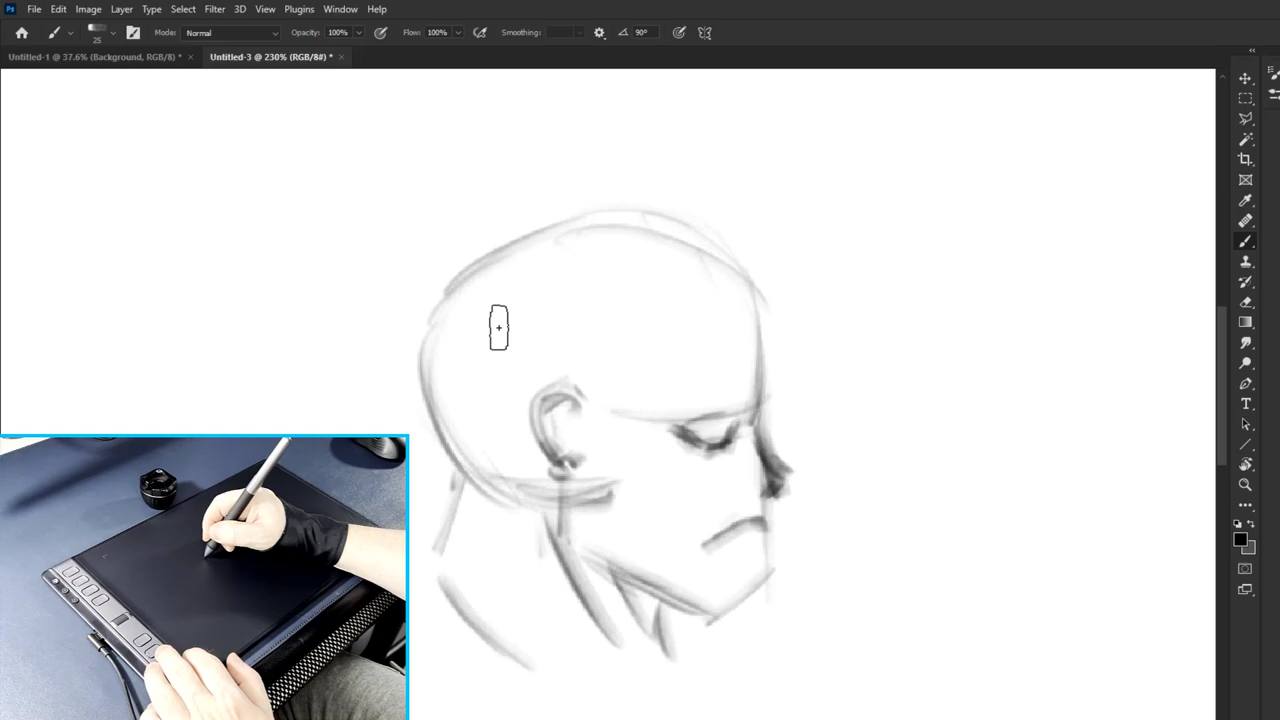 Ps File Edit Image Layer Type Select Filter 3D View Plugins Window Help
25 Mode: Normal Opacity: 100% Flow: 100% Smoothing: 90°
Untitled-1 @ 37.6% (Background, RGB/8) * × Untitled-3 @ 230% (RGB/8#) * ×
T